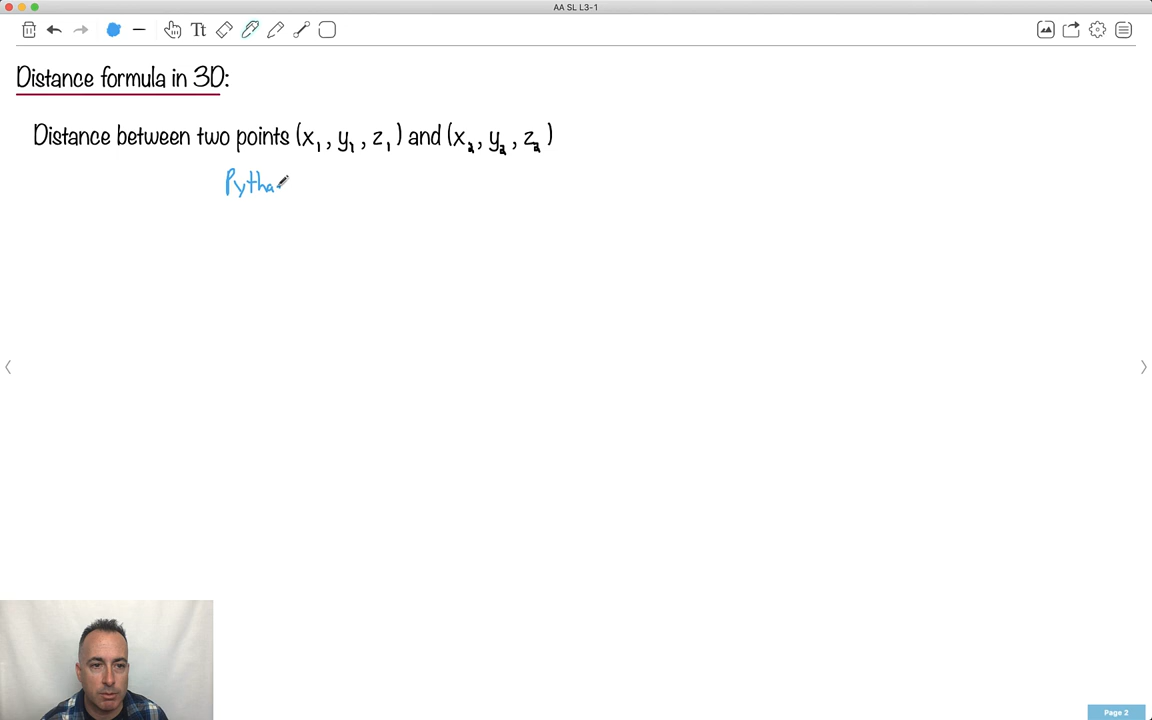 AA SL L3-1
Tt
Distance formula in 3D:
Distance between two points (x₁, y₁, z₁) and (x₂, y₂, z₂)
Pytha
Page 2